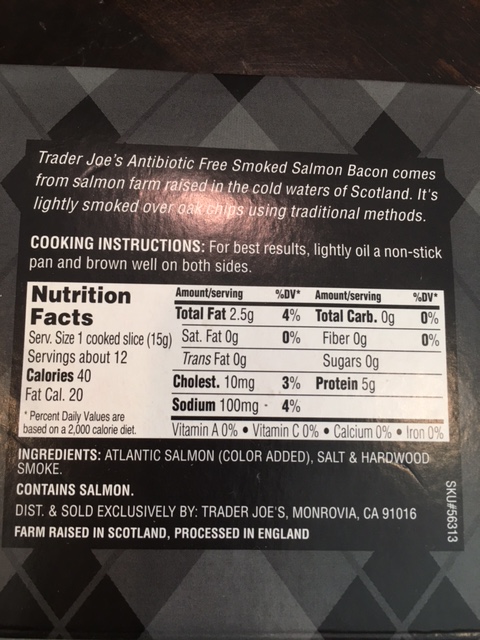 Trader Joe's Antibiotic Free Smoked Salmon Bacon comes
from salmon farm raised in the cold waters of Scotland. It's
lightly smoked over oak chips using traditional methods.
COOKING INSTRUCTIONS: For best results, lightly oil a non-stick
pan and brown well on both sides.
Nutrition
Facts
Serv. Size 1 cooked slice (15g)
Servings about 12
Calories 40
Fat Cal. 20
* Percent Daily Values are
based on a 2,000 calorie diet.
Amount/serving %DV* Amount/serving %DV*
Total Fat 2.5g 4% Total Carb. 0g 0%
Sat. Fat 0g 0% Fiber 0g 0%
Trans Fat 0g Sugars 0g
Cholest. 10mg 3% Protein 5g
Sodium 100mg 4%
Vitamin A 0% • Vitamin C 0% • Calcium 0% • Iron 0%
INGREDIENTS: ATLANTIC SALMON (COLOR ADDED), SALT & HARDWOOD
SMOKE.
CONTAINS SALMON.
DIST. & SOLD EXCLUSIVELY BY: TRADER JOE'S, MONROVIA, CA 91016
FARM RAISED IN SCOTLAND, PROCESSED IN ENGLAND
SKU#56313